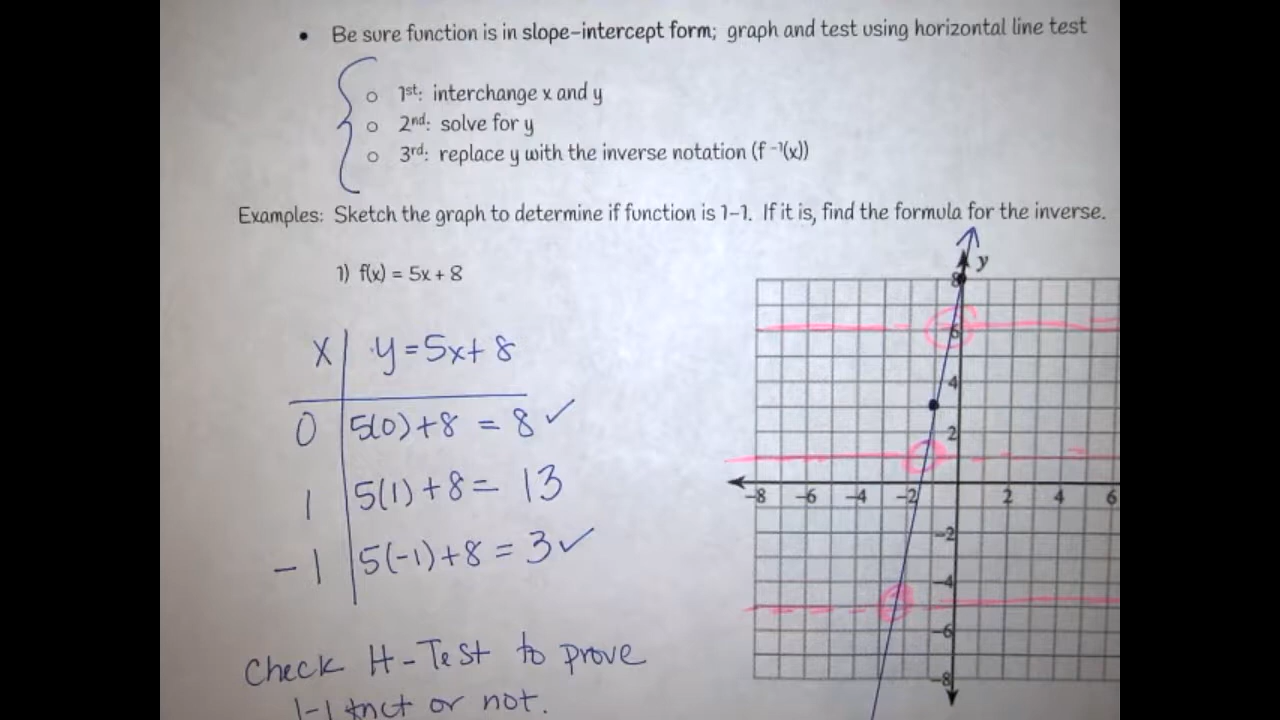 • Be sure function is in slope-intercept form; graph and test using horizontal line test
o 1st: interchange x and y
o 2nd: solve for y
o 3rd: replace y with the inverse notation (f⁻¹(x))
Examples: Sketch the graph to determine if function is 1-1. If it is, find the formula for the inverse.
1) f(x) = 5x + 8
x | y = 5x + 8
0 | 5(0) + 8 = 8 ✓
1 | 5(1) + 8 = 13
-1 | 5(-1) + 8 = 3 ✓
Check H-Test to prove
1-1 fnct or not.
y
8
6
4
2
-8 -6 -4 -2 2 4 6
-2
-4
-6
-8